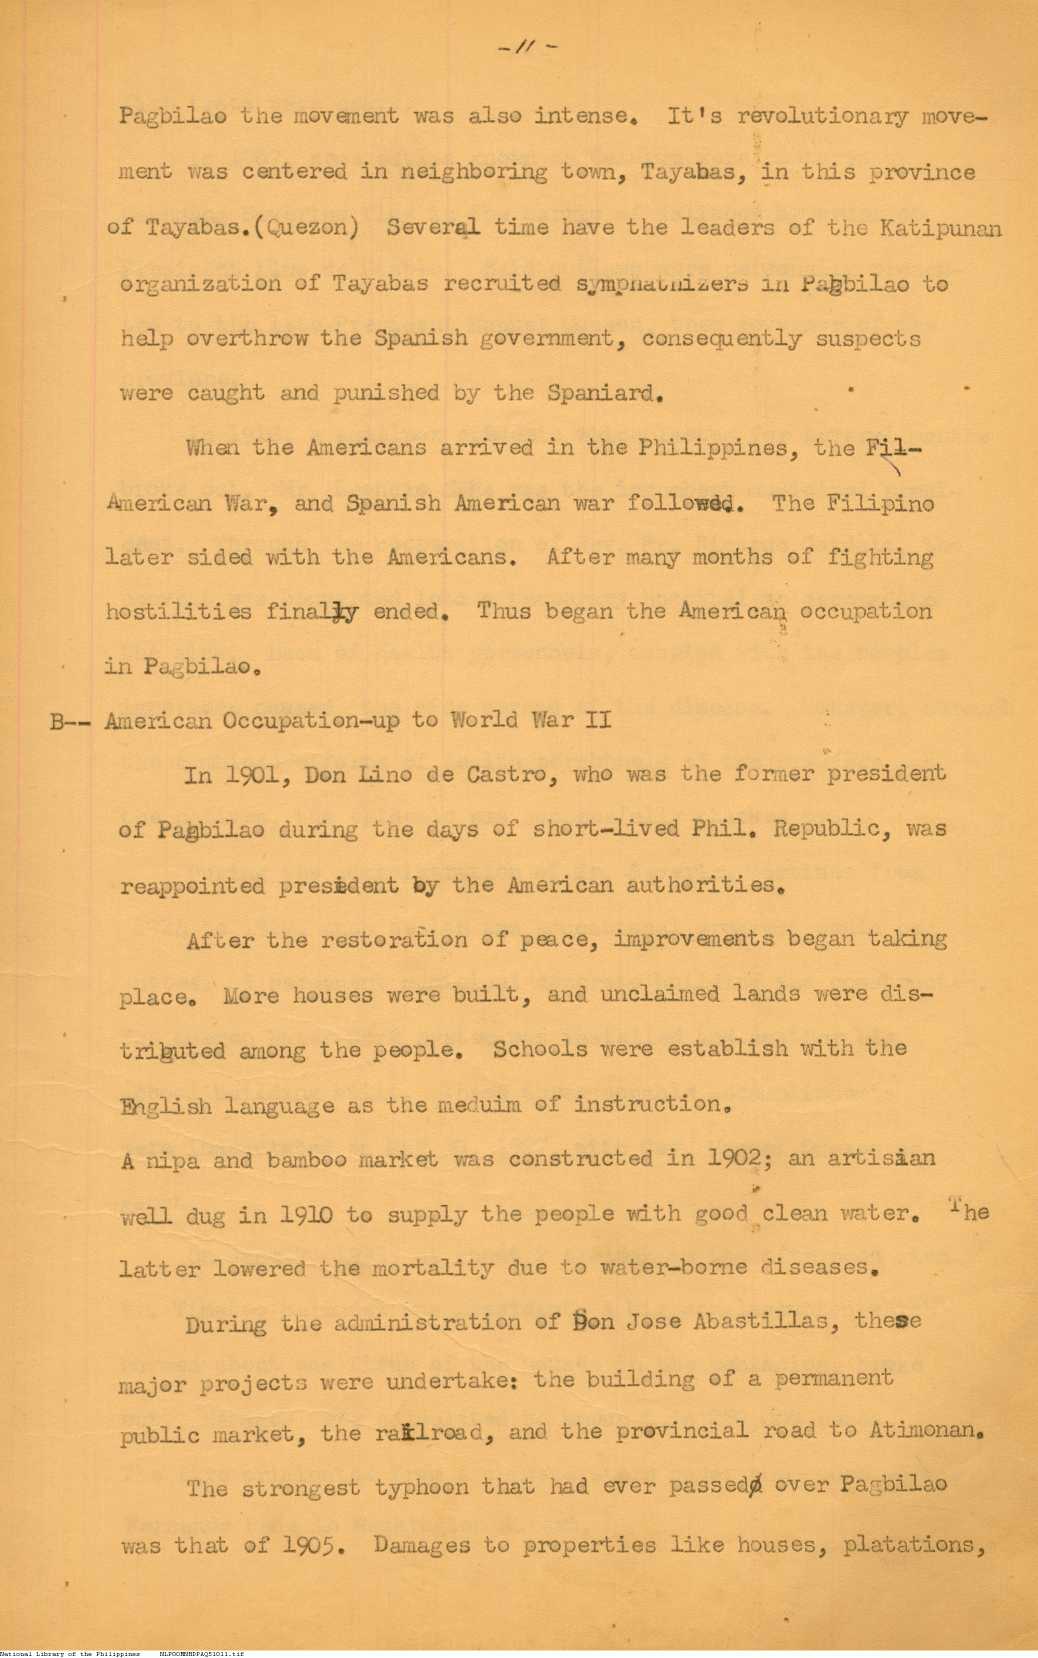 -11-
Pagbilao the movement was also intense. It's revolutionary move-
ment was centered in neighboring town, Tayabas, in this province
of Tayabas.(Quezon) Several time have the leaders of the Katipunan
organization of Tayabas recruited symphathizers in Pagbilao to
help overthrow the Spanish government, consequently suspects
were caught and punished by the Spaniard.
When the Americans arrived in the Philippines, the Fil-
American War, and Spanish American war followed. The Filipino
later sided with the Americans. After many months of fighting
hostilities finally ended. Thus began the American occupation
in Pagbilao.
B-- American Occupation-up to World War II
In 1901, Don Lino de Castro, who was the former president
of Pagbilao during the days of short-lived Phil. Republic, was
reappointed president by the American authorities.
After the restoration of peace, improvements began taking
place. More houses were built, and unclaimed lands were dis-
tributed among the people. Schools were establish with the
English language as the meduim of instruction.
A nipa and bamboo market was constructed in 1902; an artisian
well dug in 1910 to supply the people with good clean water. The
latter lowered the mortality due to water-borne diseases.
During the administration of Don Jose Abastillas, these
major projects were undertake: the building of a permanent
public market, the railroad, and the provincial road to Atimonan.
The strongest typhoon that had ever passed over Pagbilao
was that of 1905. Damages to properties like houses, platations,
National Library of the Philippines NLPOOMNHDPAQ51011.tif